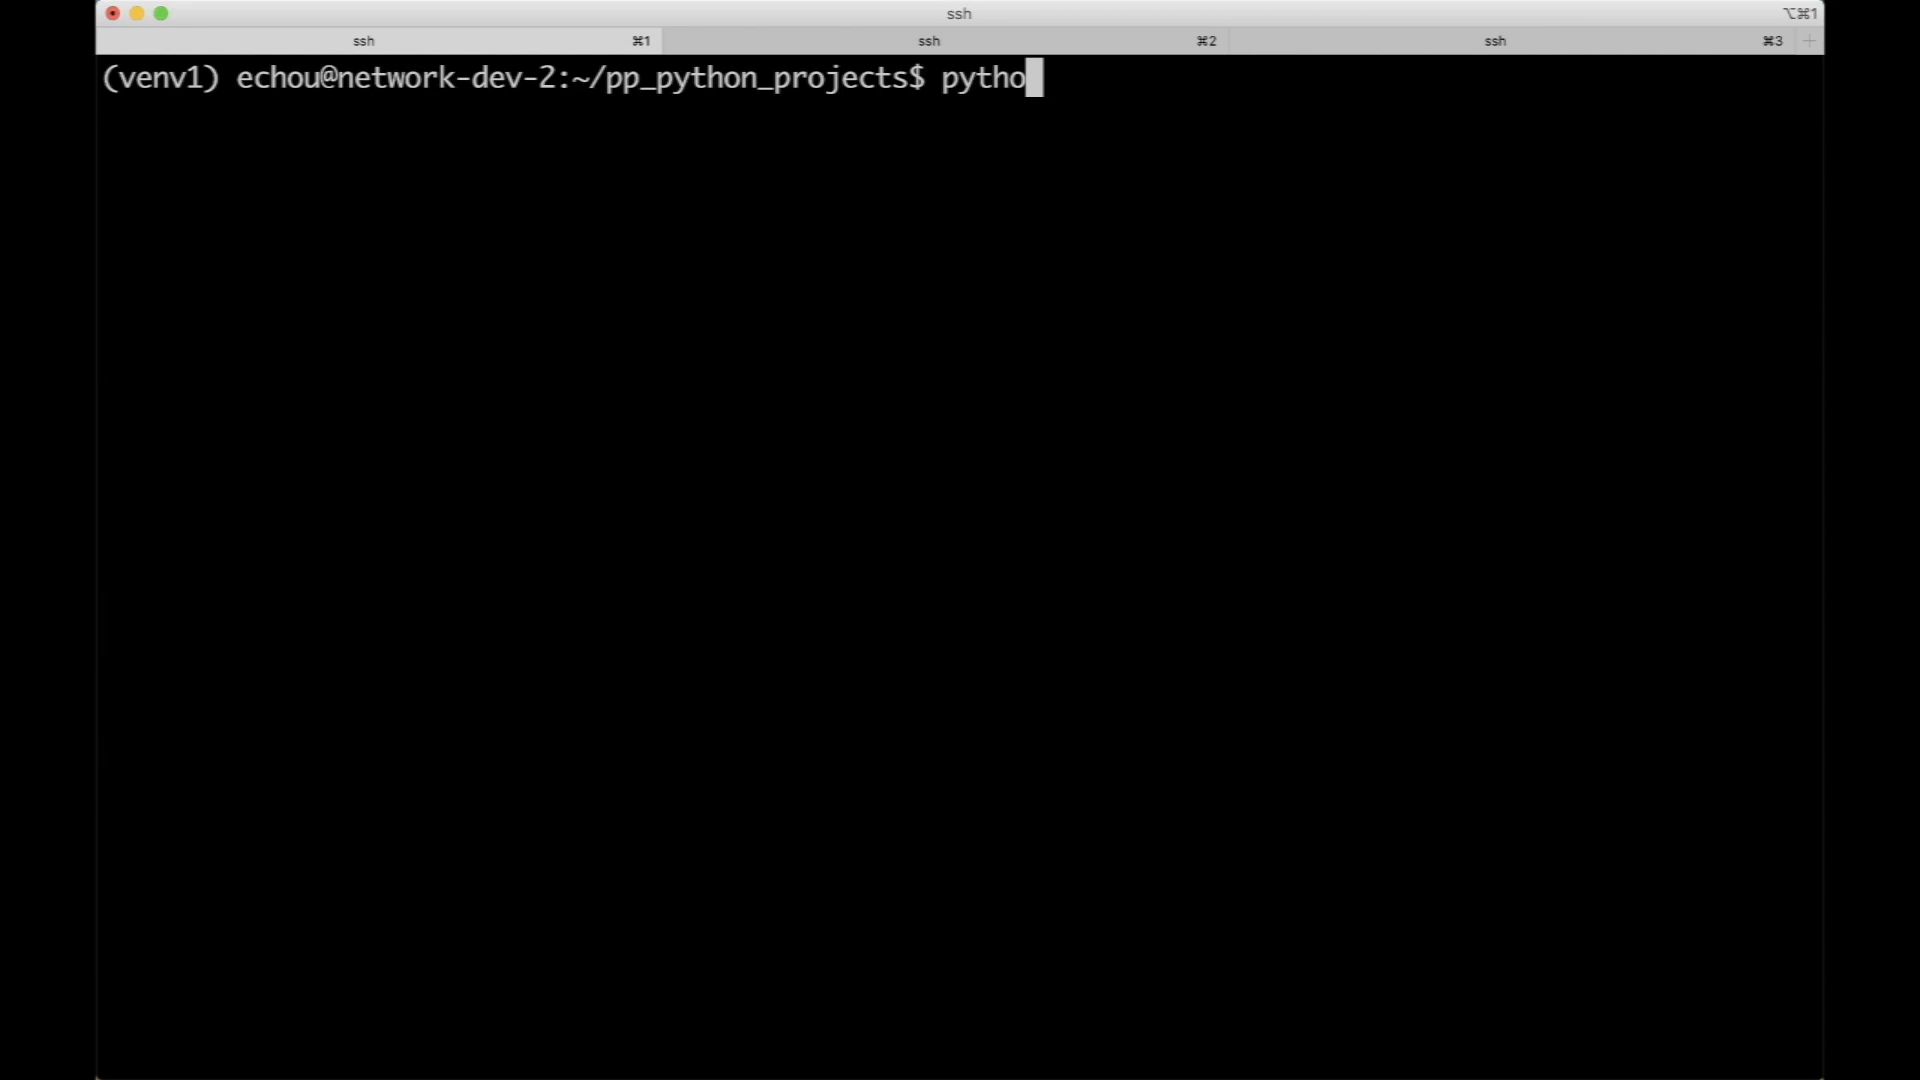 ssh ⌥⌘1
ssh ⌘1 ssh ⌘2 ssh ⌘3 +
(venv1) echou@network-dev-2:~/pp_python_projects$ pytho